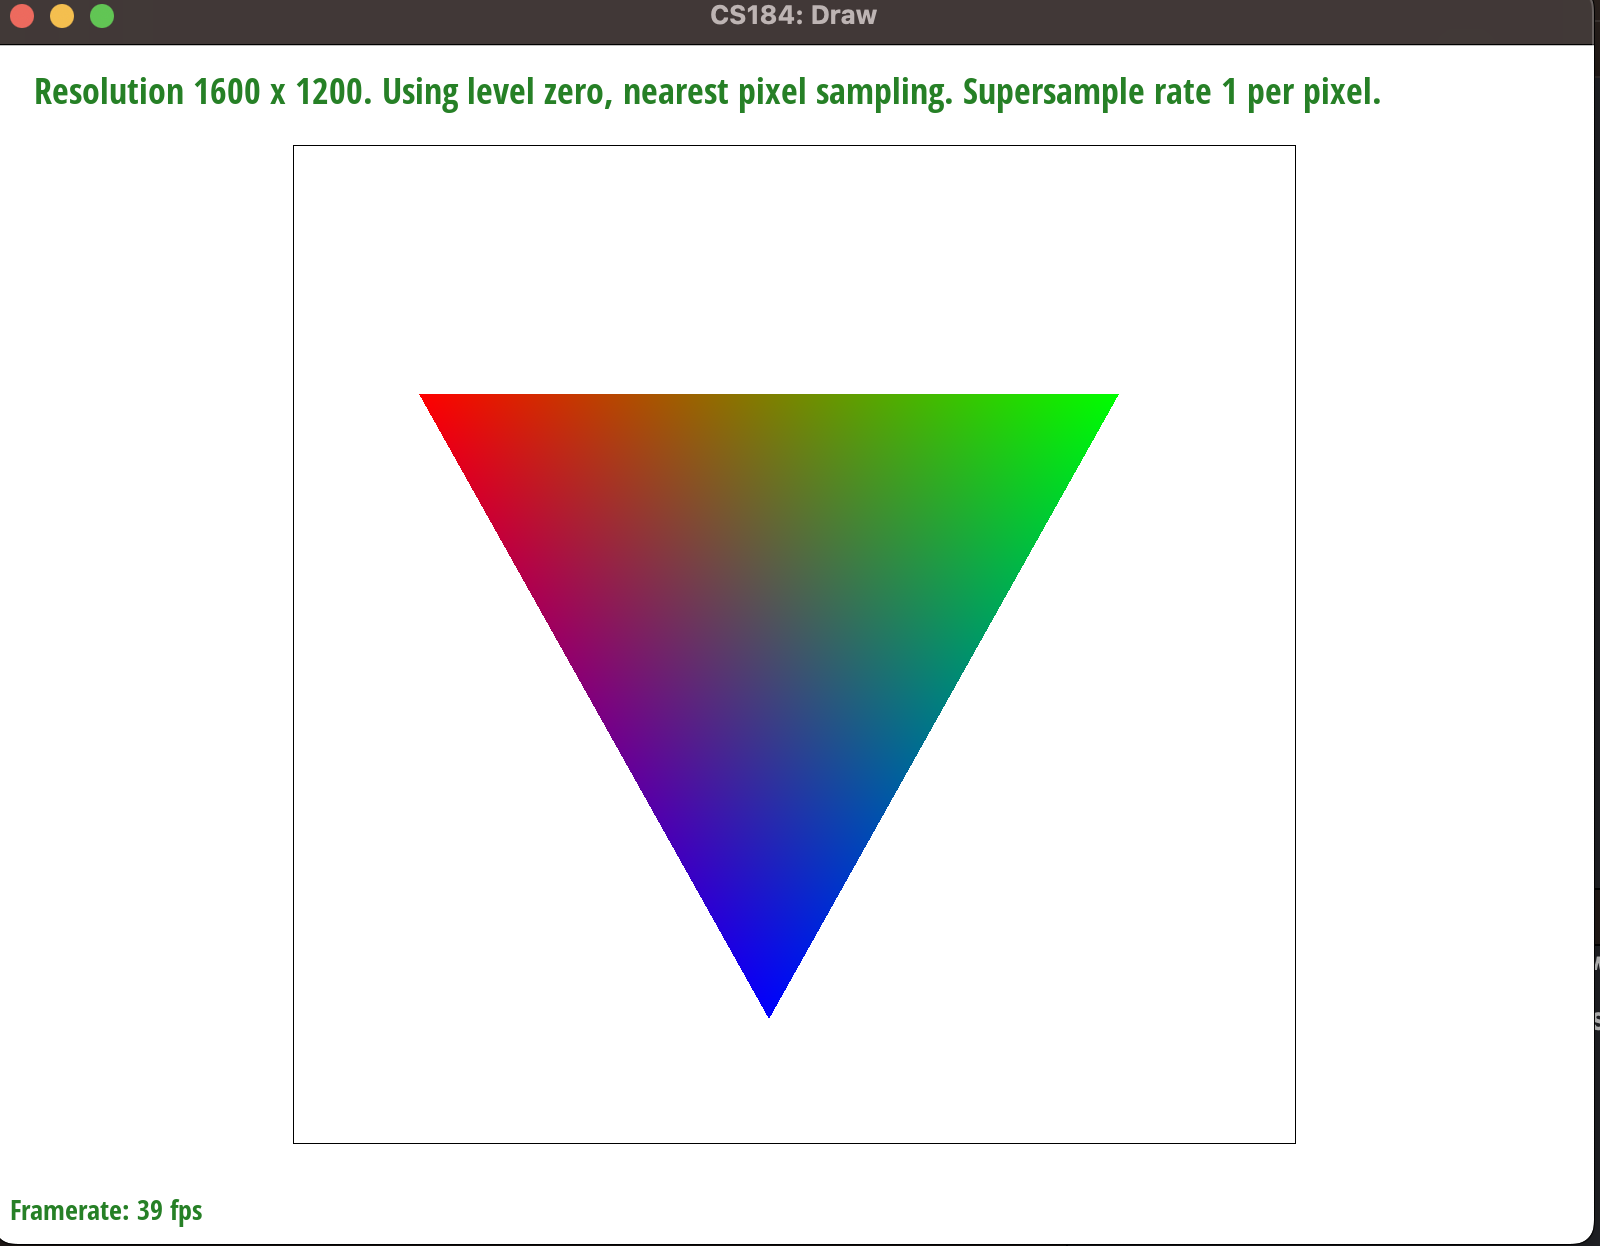 CS184: Draw
Resolution 1600 x 1200. Using level zero, nearest pixel sampling. Supersample rate 1 per pixel.
Framerate: 39 fps